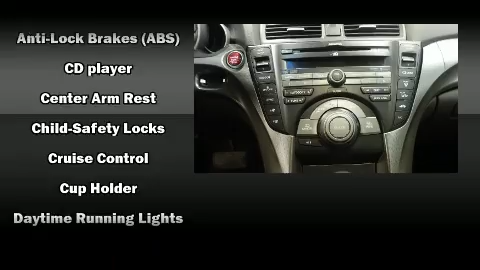 Anti-Lock Brakes (ABS)
CD player
Center Arm Rest
Child-Safety Locks
Cruise Control
Cup Holder
Daytime Running Lights